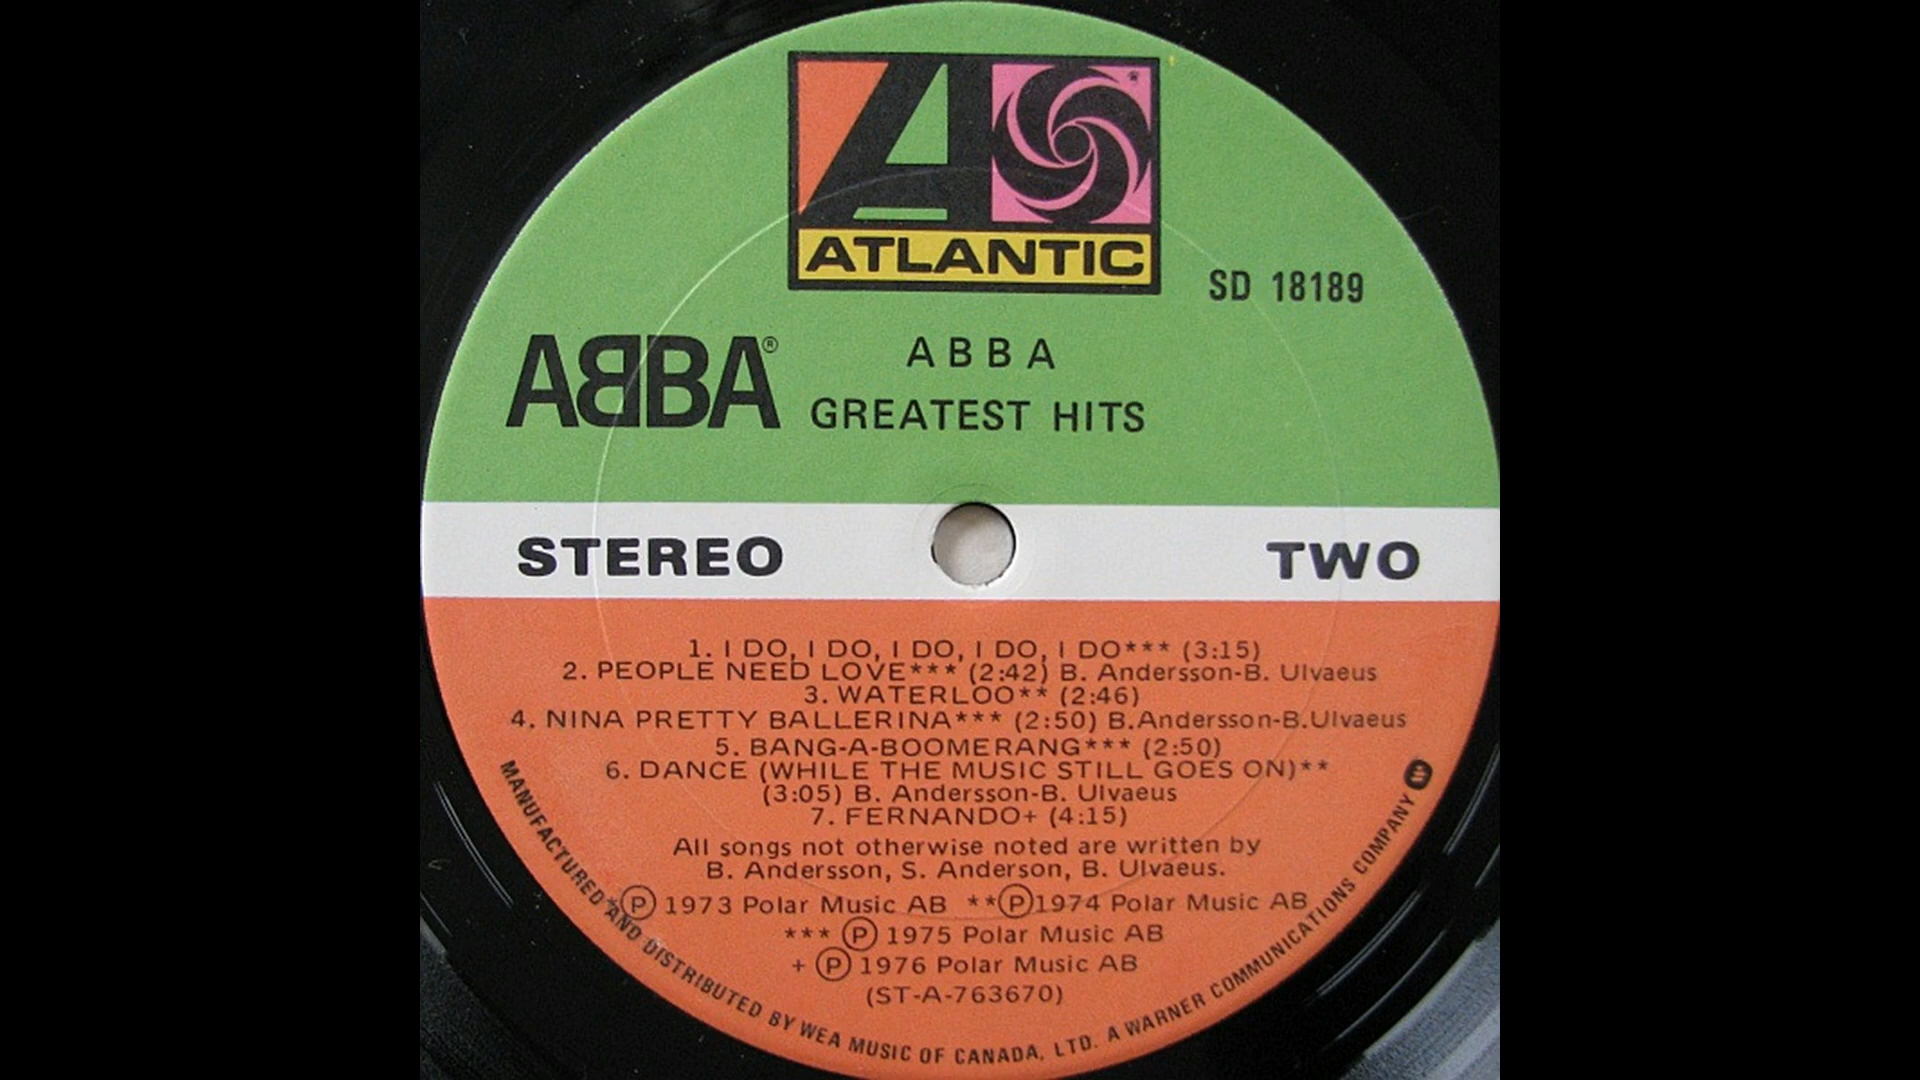 ATLANTIC
SD 18189
ABBA®
ABBA
GREATEST HITS
STEREO
TWO
1. I DO, I DO, I DO, I DO, I DO*** (3:15)
2. PEOPLE NEED LOVE*** (2:42) B. Andersson-B. Ulvaeus
3. WATERLOO** (2:46)
4. NINA PRETTY BALLERINA*** (2:50) B.Andersson-B.Ulvaeus
5. BANG-A-BOOMERANG*** (2:50)
6. DANCE (WHILE THE MUSIC STILL GOES ON)**
(3:05) B. Andersson-B. Ulvaeus
7. FERNANDO+ (4:15)
All songs not otherwise noted are written by
B. Andersson, S. Anderson, B. Ulvaeus.
*Ⓟ 1973 Polar Music AB **Ⓟ1974 Polar Music AB
***Ⓟ 1975 Polar Music AB
+Ⓟ 1976 Polar Music AB
(ST-A-763670)
MANUFACTURED AND DISTRIBUTED BY WEA MUSIC OF CANADA, LTD. A WARNER COMMUNICATIONS COMPANY